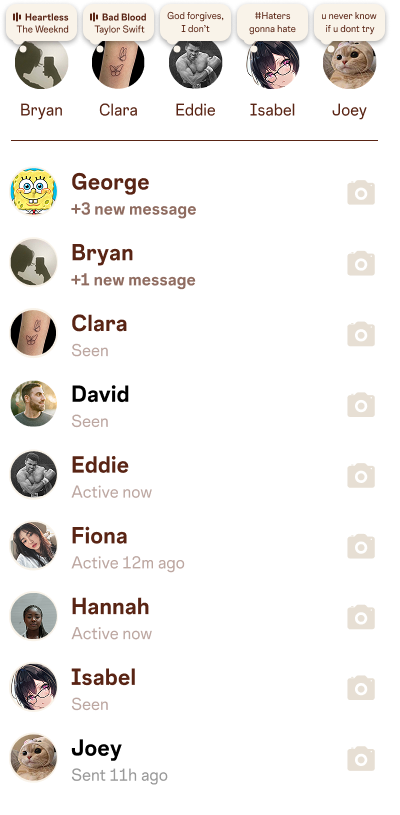 Heartless
The Weeknd
Bad Blood
Taylor Swift
God forgives,
I don't
#Haters
gonna hate
u never know
if u dont try
Bryan
Clara
Eddie
Isabel
Joey
George
+3 new message
Bryan
+1 new message
Clara
Seen
David
Seen
Eddie
Active now
Fiona
Active 12m ago
Hannah
Active now
Isabel
Seen
Joey
Sent 11h ago